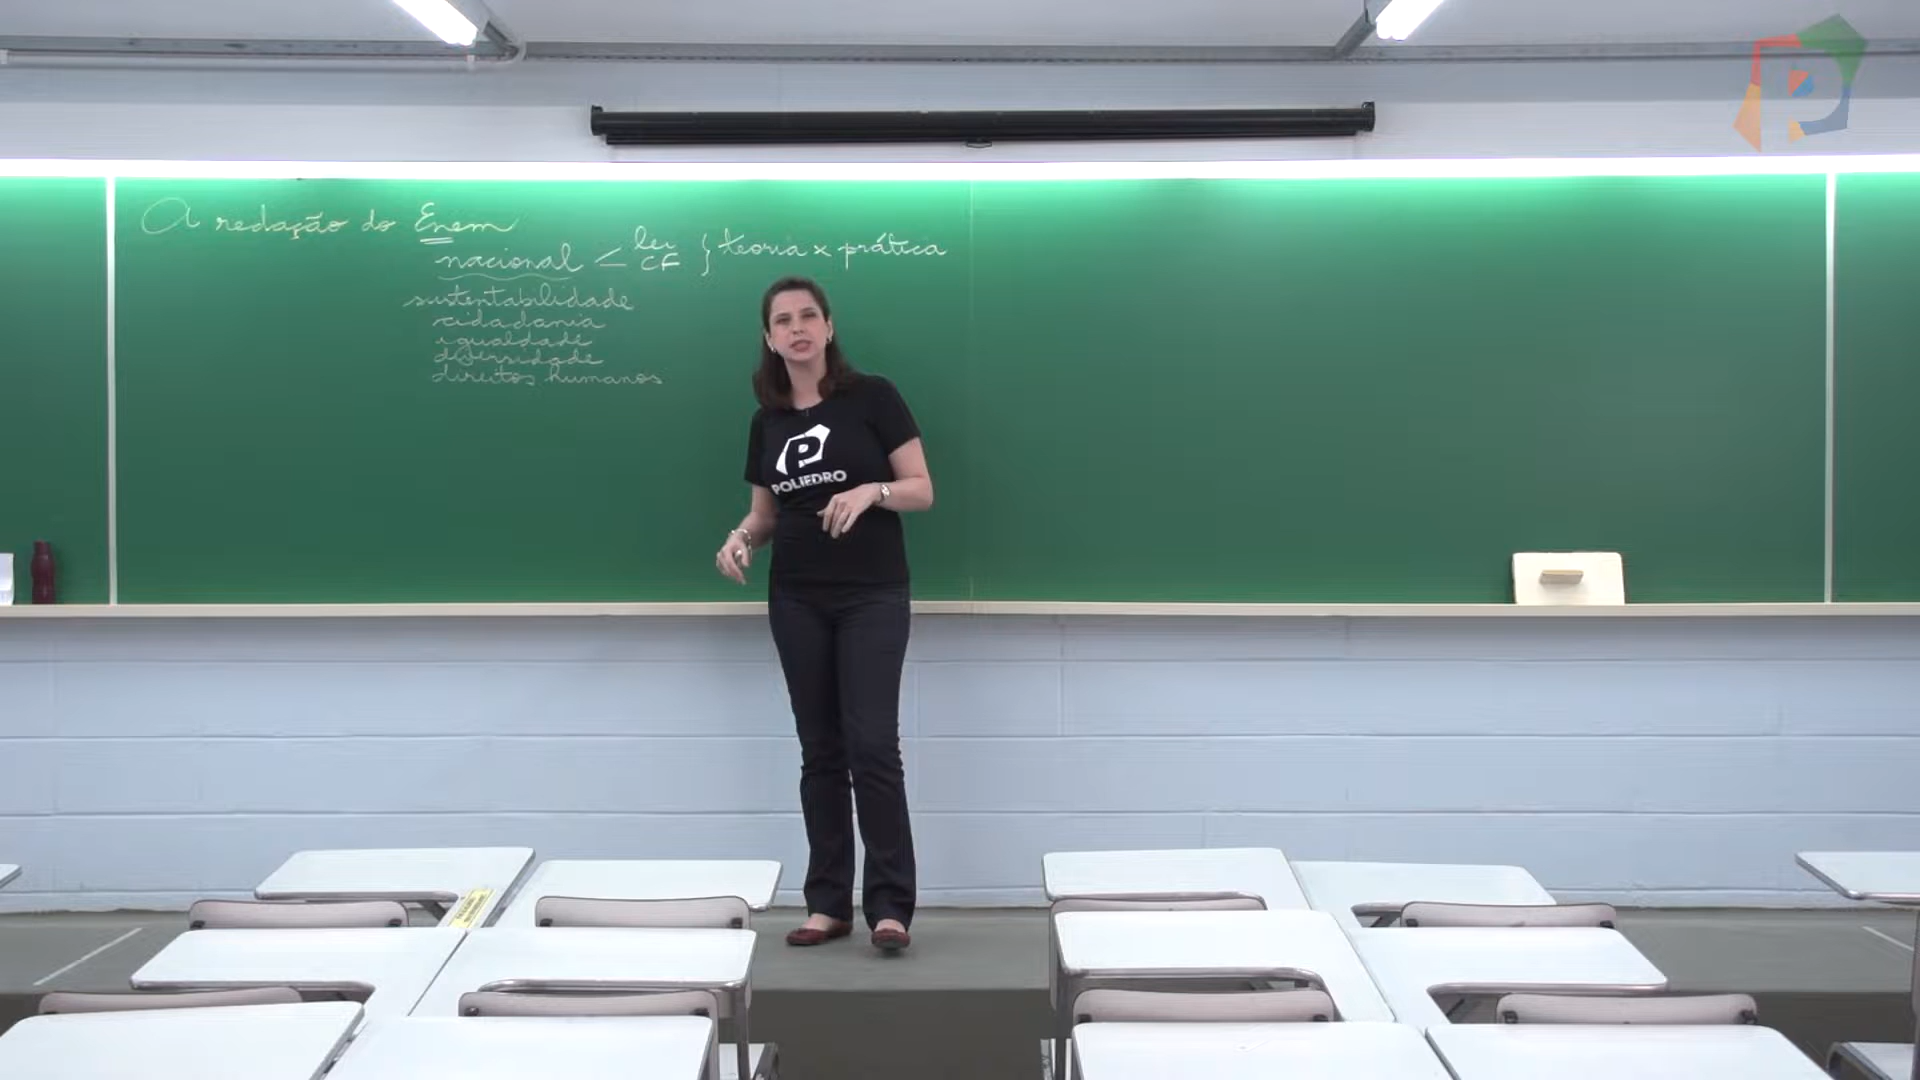 A redação do Enem
nacional < lei } teoria x prática
CF
sustentabilidade
cidadania
igualdade
diversidade
direitos humanos
P
POLIEDRO